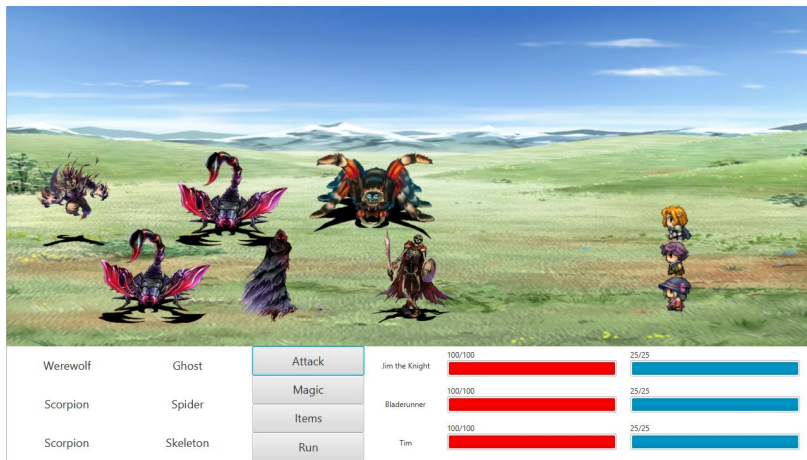 Werewolf Ghost
Scorpion Spider
Scorpion Skeleton
Attack
Magic
Items
Run
Jim the Knight 100/100 25/25
Bladerunner 100/100 25/25
Tim 100/100 25/25